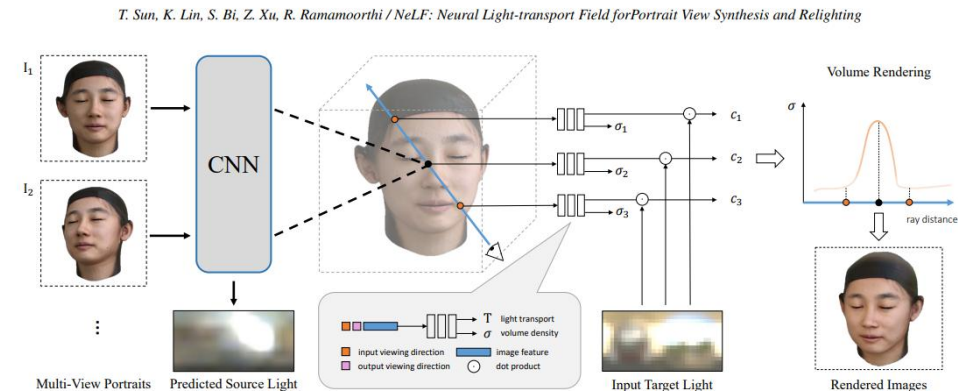 T. Sun, K. Lin, S. Bi, Z. Xu, R. Ramamoorthi / NeLF: Neural Light-transport Field forPortrait View Synthesis and Relighting
I₁
I₂
⋮
Multi-View Portraits
CNN
Predicted Source Light
σ₁
σ₂
σ₃
c₁
c₂
c₃
T light transport
σ volume density
input viewing direction
image feature
output viewing direction
dot product
Input Target Light
Volume Rendering
σ
ray distance
Rendered Images